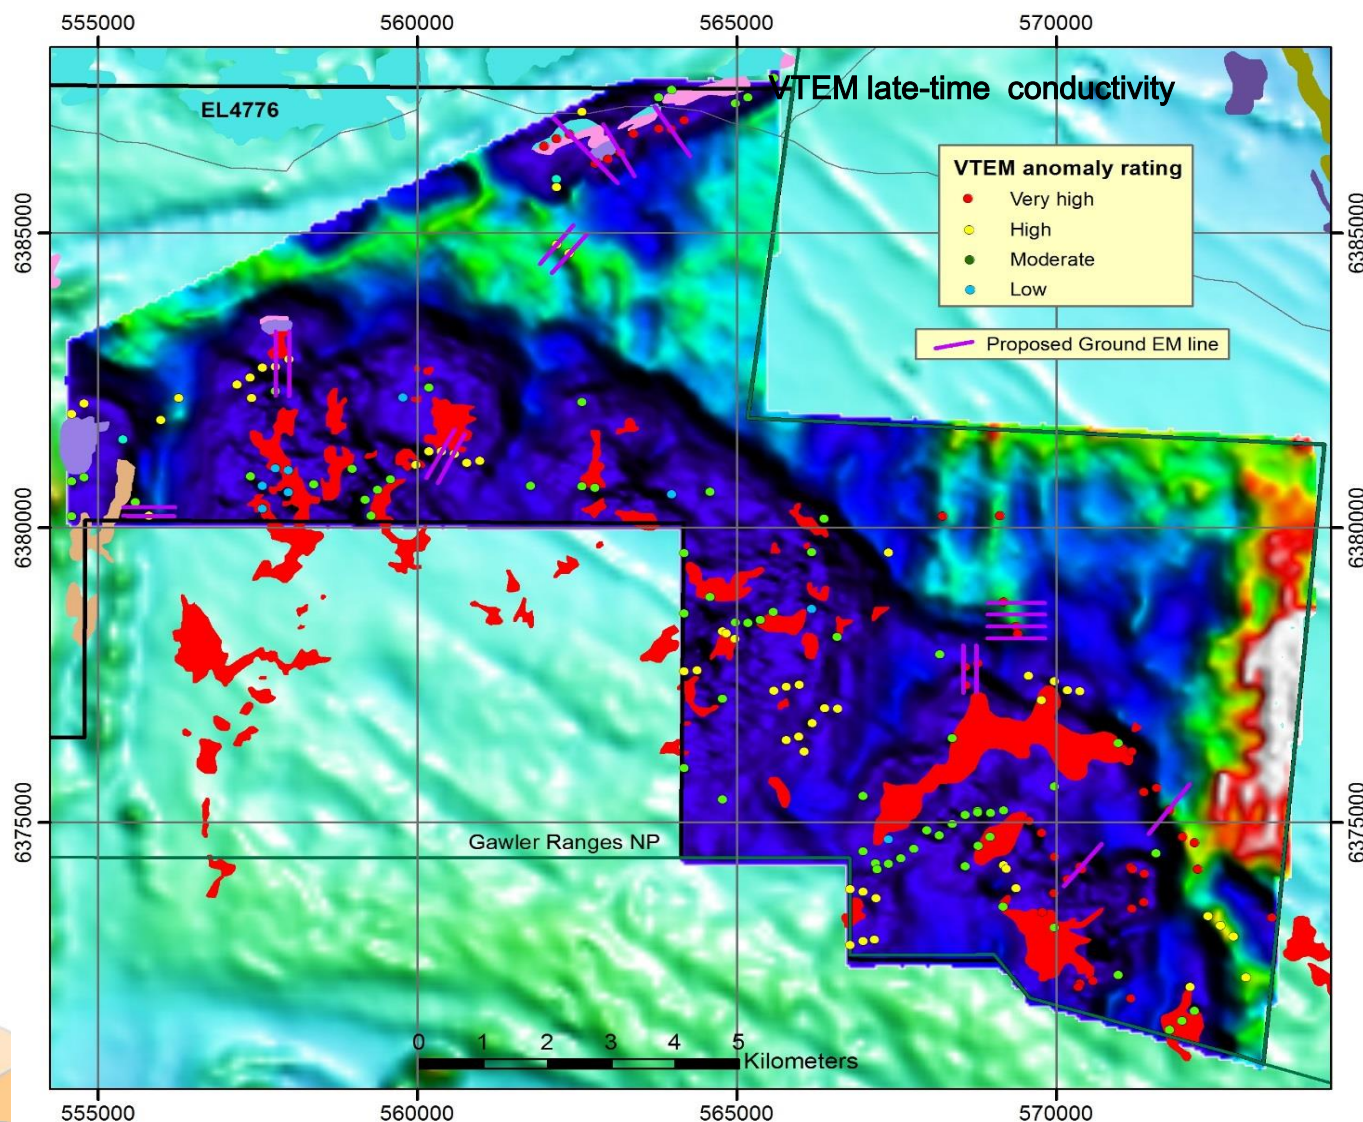 555000 560000 565000 570000
VTEM late-time conductivity
EL4776
VTEM anomaly rating
Very high
High
Moderate
Low
Proposed Ground EM line
6385000
6385000
6380000
6380000
6375000
6375000
Gawler Ranges NP
0 1 2 3 4 5
Kilometers
555000 560000 565000 570000